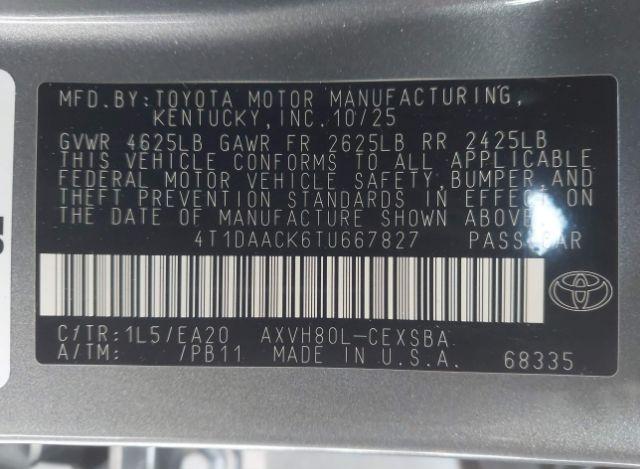 MFD.BY:TOYOTA MOTOR MANUFACTURING,
KENTUCKY, INC. 10/25
GVWR 4625LB GAWR FR 2625LB RR 2425LB
THIS VEHICLE CONFORMS TO ALL APPLICABLE
FEDERAL MOTOR VEHICLE SAFETY, BUMPER, AND
THEFT PREVENTION STANDARDS IN EFFECT ON
THE DATE OF MANUFACTURE SHOWN ABOVE.
4T1DAACK6TU667827 PASS.CAR
C/TR:1L5/EA20 AXVH80L-CEXSBA
A/TM: /PB11 MADE IN U.S.A. 68335